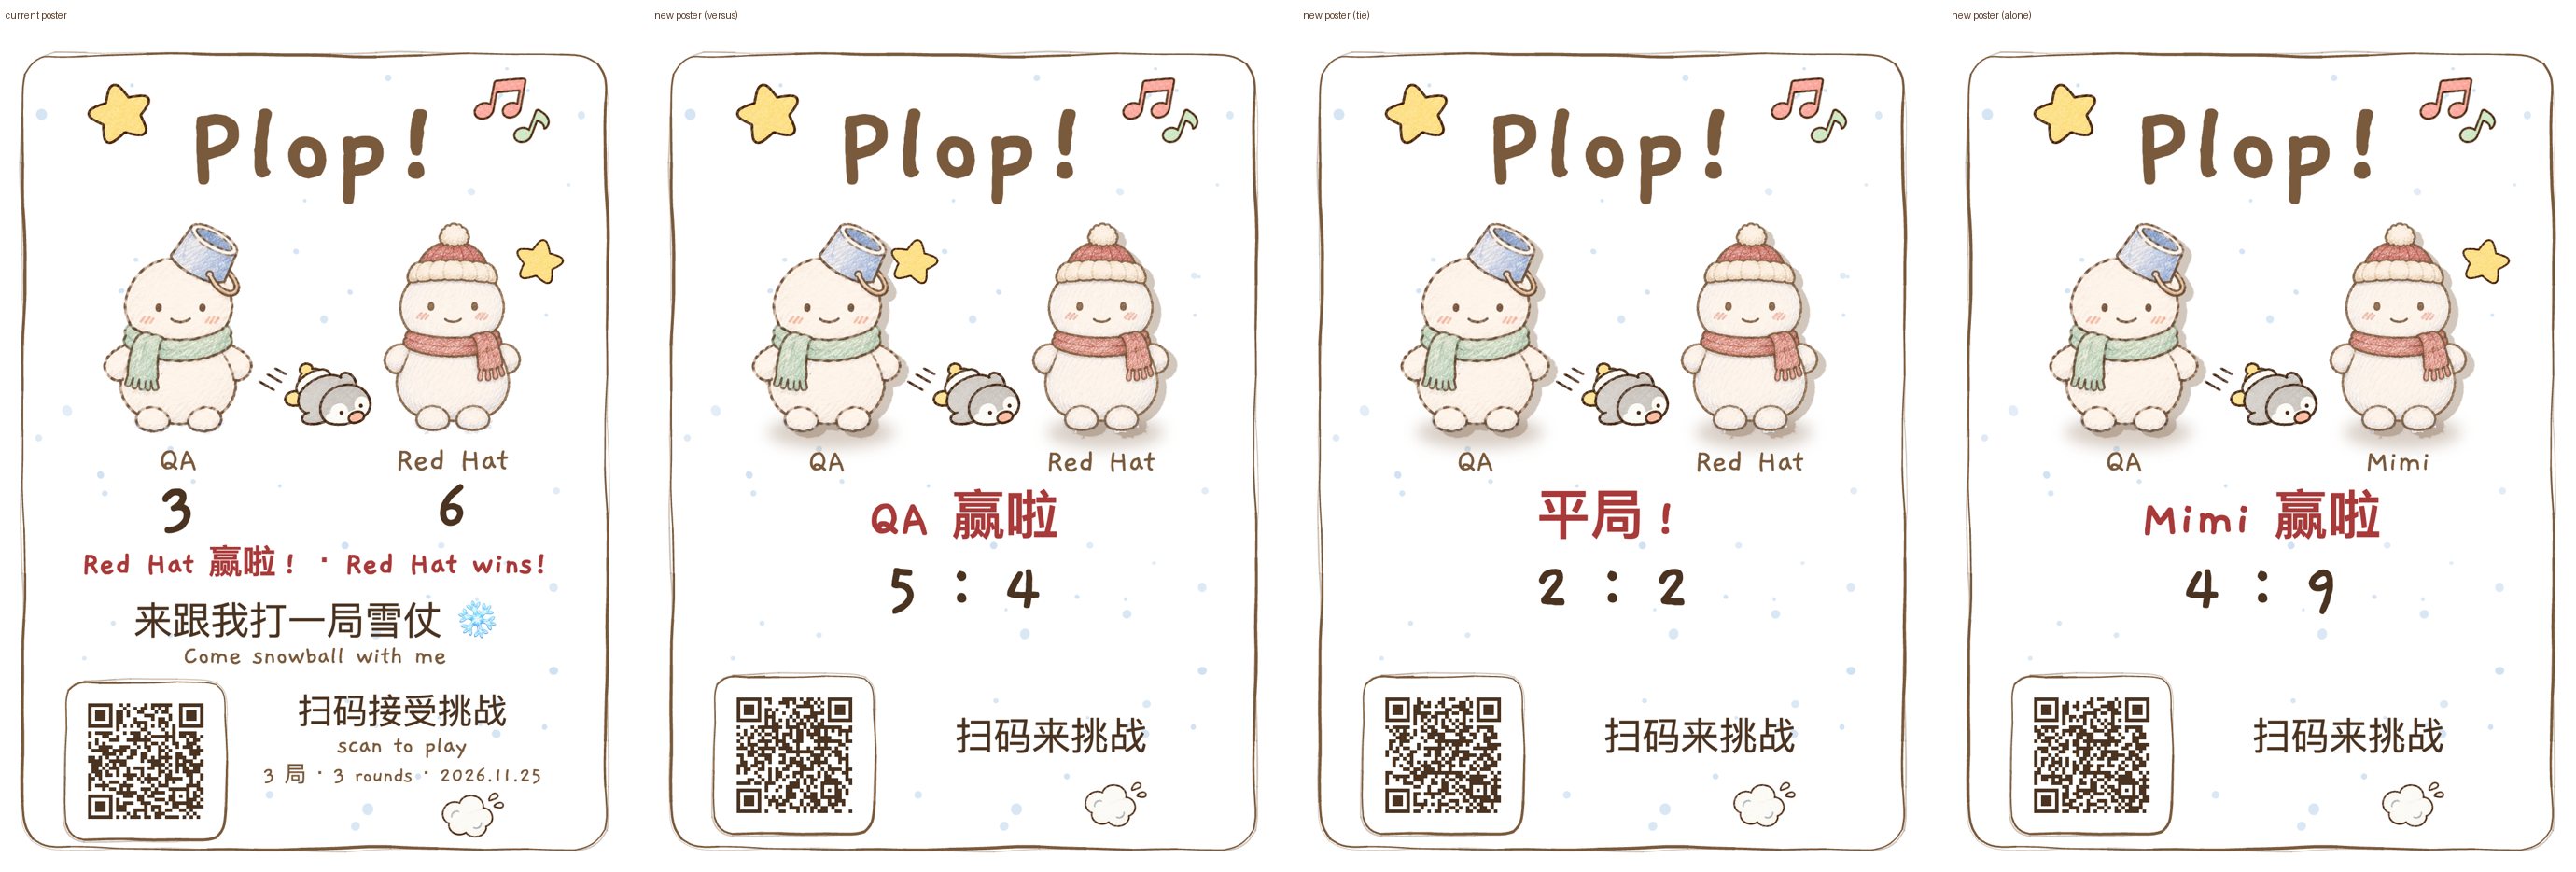 current poster
Plop!
QA
Red Hat
3
6
Red Hat 赢啦！ · Red Hat wins!
来跟我打一局雪仗
Come snowball with me
扫码接受挑战
scan to play
3 局 · 3 rounds · 2026.11.25
new poster (versus)
Plop!
QA
Red Hat
QA 赢啦
5 : 4
扫码来挑战
new poster (tie)
Plop!
QA
Red Hat
平局！
2 : 2
扫码来挑战
new poster (alone)
Plop!
QA
Mimi
Mimi 赢啦
4 : 9
扫码来挑战